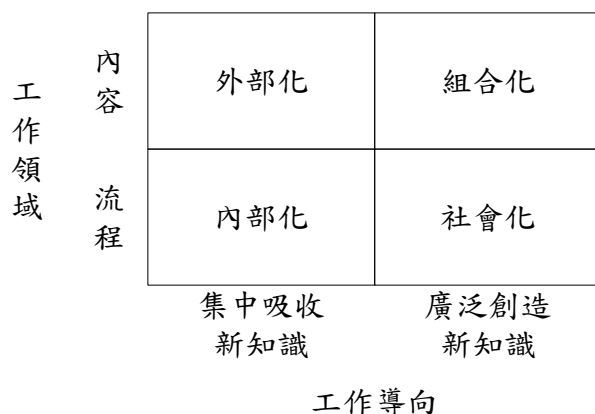 工作領域
內容
外部化
組合化
流程
內部化
社會化
集中吸收
新知識
廣泛創造
新知識
工作導向